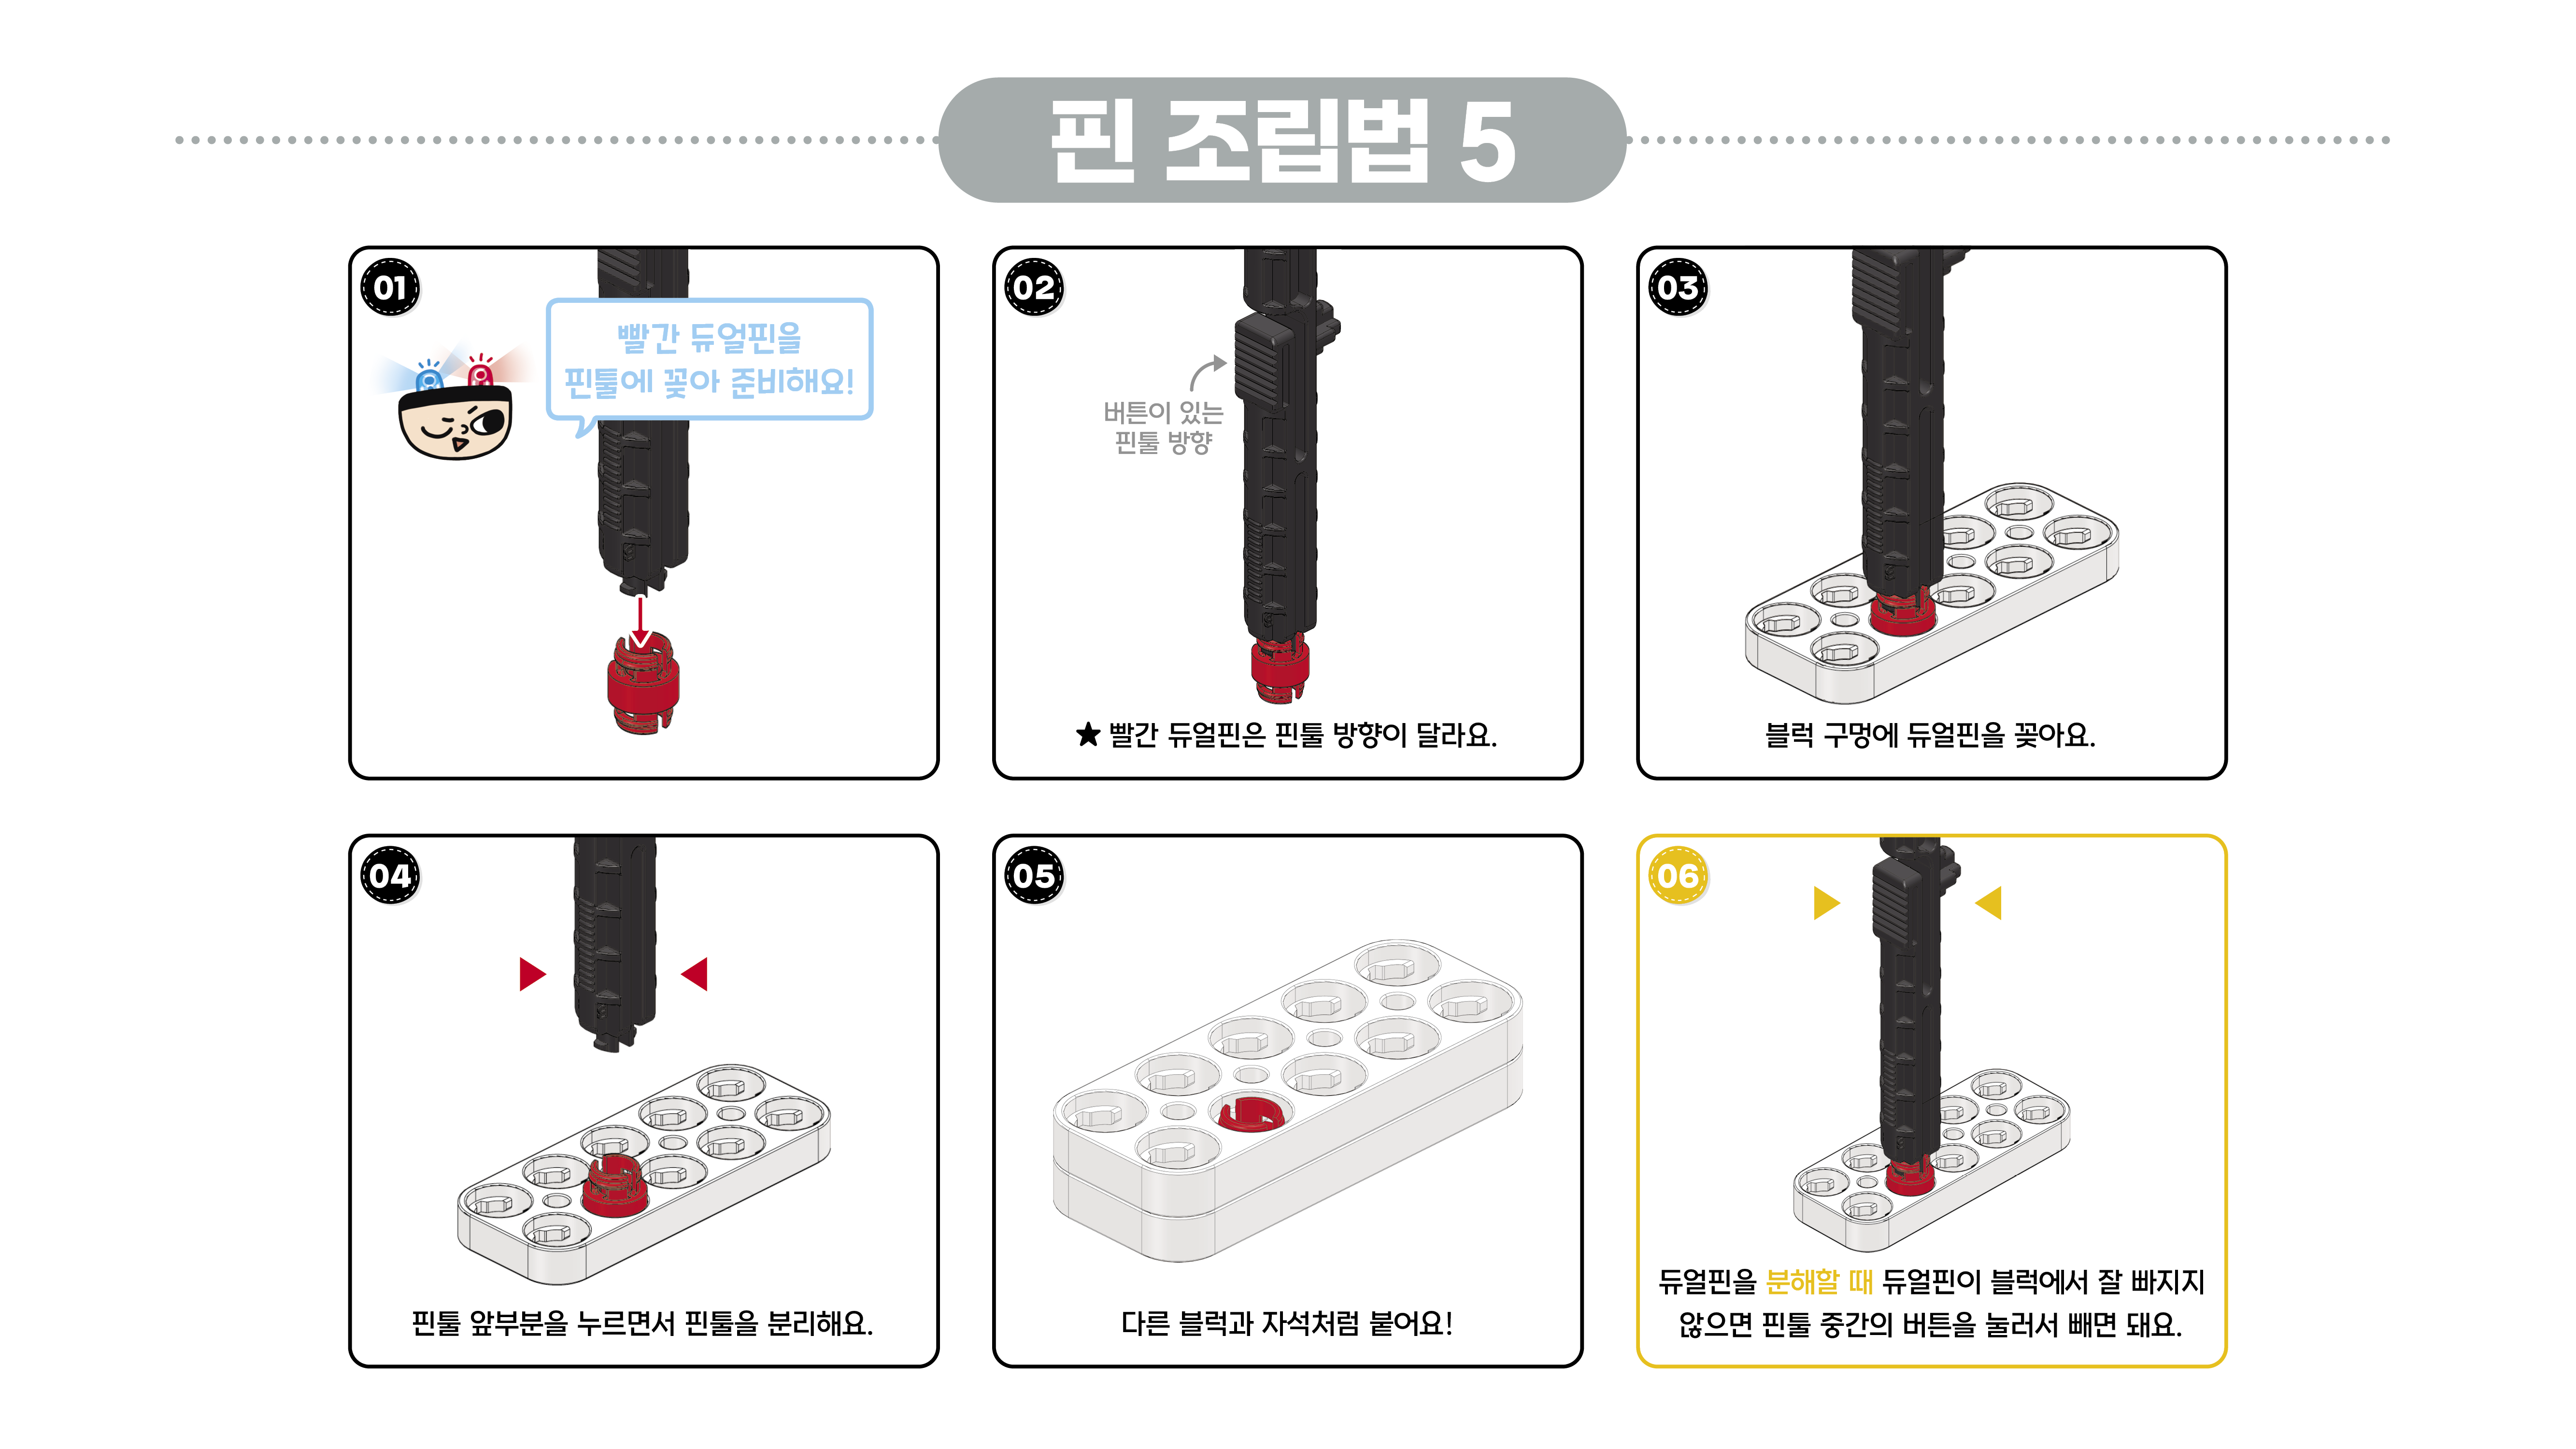 핀 조립법 5
01
빨간 듀얼핀을
핀툴에 꽂아 준비해요!
02
버튼이 있는
핀툴 방향
★ 빨간 듀얼핀은 핀툴 방향이 달라요.
03
블럭 구멍에 듀얼핀을 꽂아요.
04
핀툴 앞부분을 누르면서 핀툴을 분리해요.
05
다른 블럭과 자석처럼 붙어요!
06
듀얼핀을 분해할 때 듀얼핀이 블럭에서 잘 빠지지
않으면 핀툴 중간의 버튼을 눌러서 빼면 돼요.